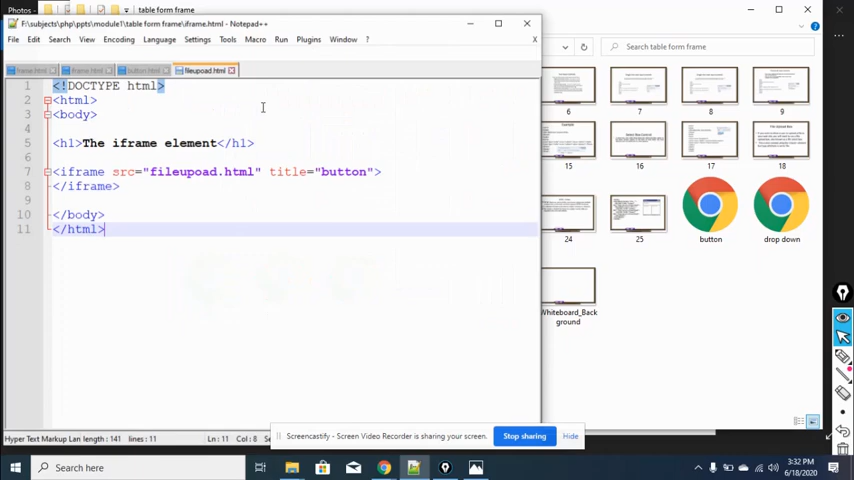 Photos -
table form frame
F:\subjects\php\ppts\module1\table form frame\iframe.html - Notepad++
File Edit Search View Encoding Language Settings Tools Macro Run Plugins Window ? X
Search table form frame
frame.html iframe.html button.html fileupoad.html
1 <!DOCTYPE html>
2 <html>
3 <body>
4
5 <h1>The iframe element</h1>
6
7 <iframe src="fileupoad.html" title="button">
8 </iframe>
9
10 </body>
11 </html>
6 7 8 9
15 16 17 18
24 25 button drop down
Whiteboard_Back
ground
Hyper Text Markup Lan length : 141 lines : 11 Ln : 11 Col : 8
Screencastify - Screen Video Recorder is sharing your screen. Stop sharing Hide
Search here
3:32 PM
6/18/2020